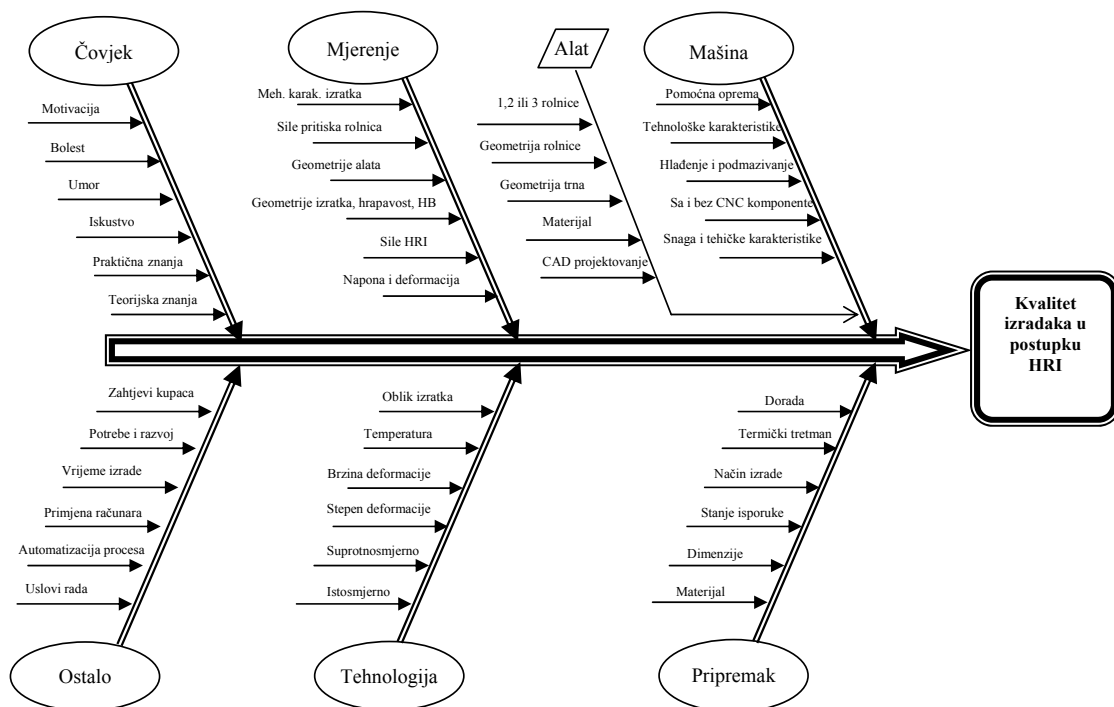 Čovjek
Motivacija
Bolest
Umor
Iskustvo
Praktična znanja
Teorijska znanja
Mjerenje
Meh. karak. izratka
Sile pritiska rolnica
Geometrije alata
Geometrije izratka, hrapavost, HB
Sile HRI
Napona i deformacija
Alat
1,2 ili 3 rolnice
Geometrija rolnice
Geometrija trna
Materijal
CAD projektovanje
Mašina
Pomoćna oprema
Tehnološke karakteristike
Hlađenje i podmazivanje
Sa i bez CNC komponente
Snaga i tehičke karakteristike
Kvalitet
izradaka u
postupku
HRI
Zahtjevi kupaca
Potrebe i razvoj
Vrijeme izrade
Primjena računara
Automatizacija procesa
Uslovi rada
Ostalo
Oblik izratka
Temperatura
Brzina deformacije
Stepen deformacije
Suprotnosmjerno
Istosmjerno
Tehnologija
Dorada
Termički tretman
Način izrade
Stanje isporuke
Dimenzije
Materijal
Pripremak